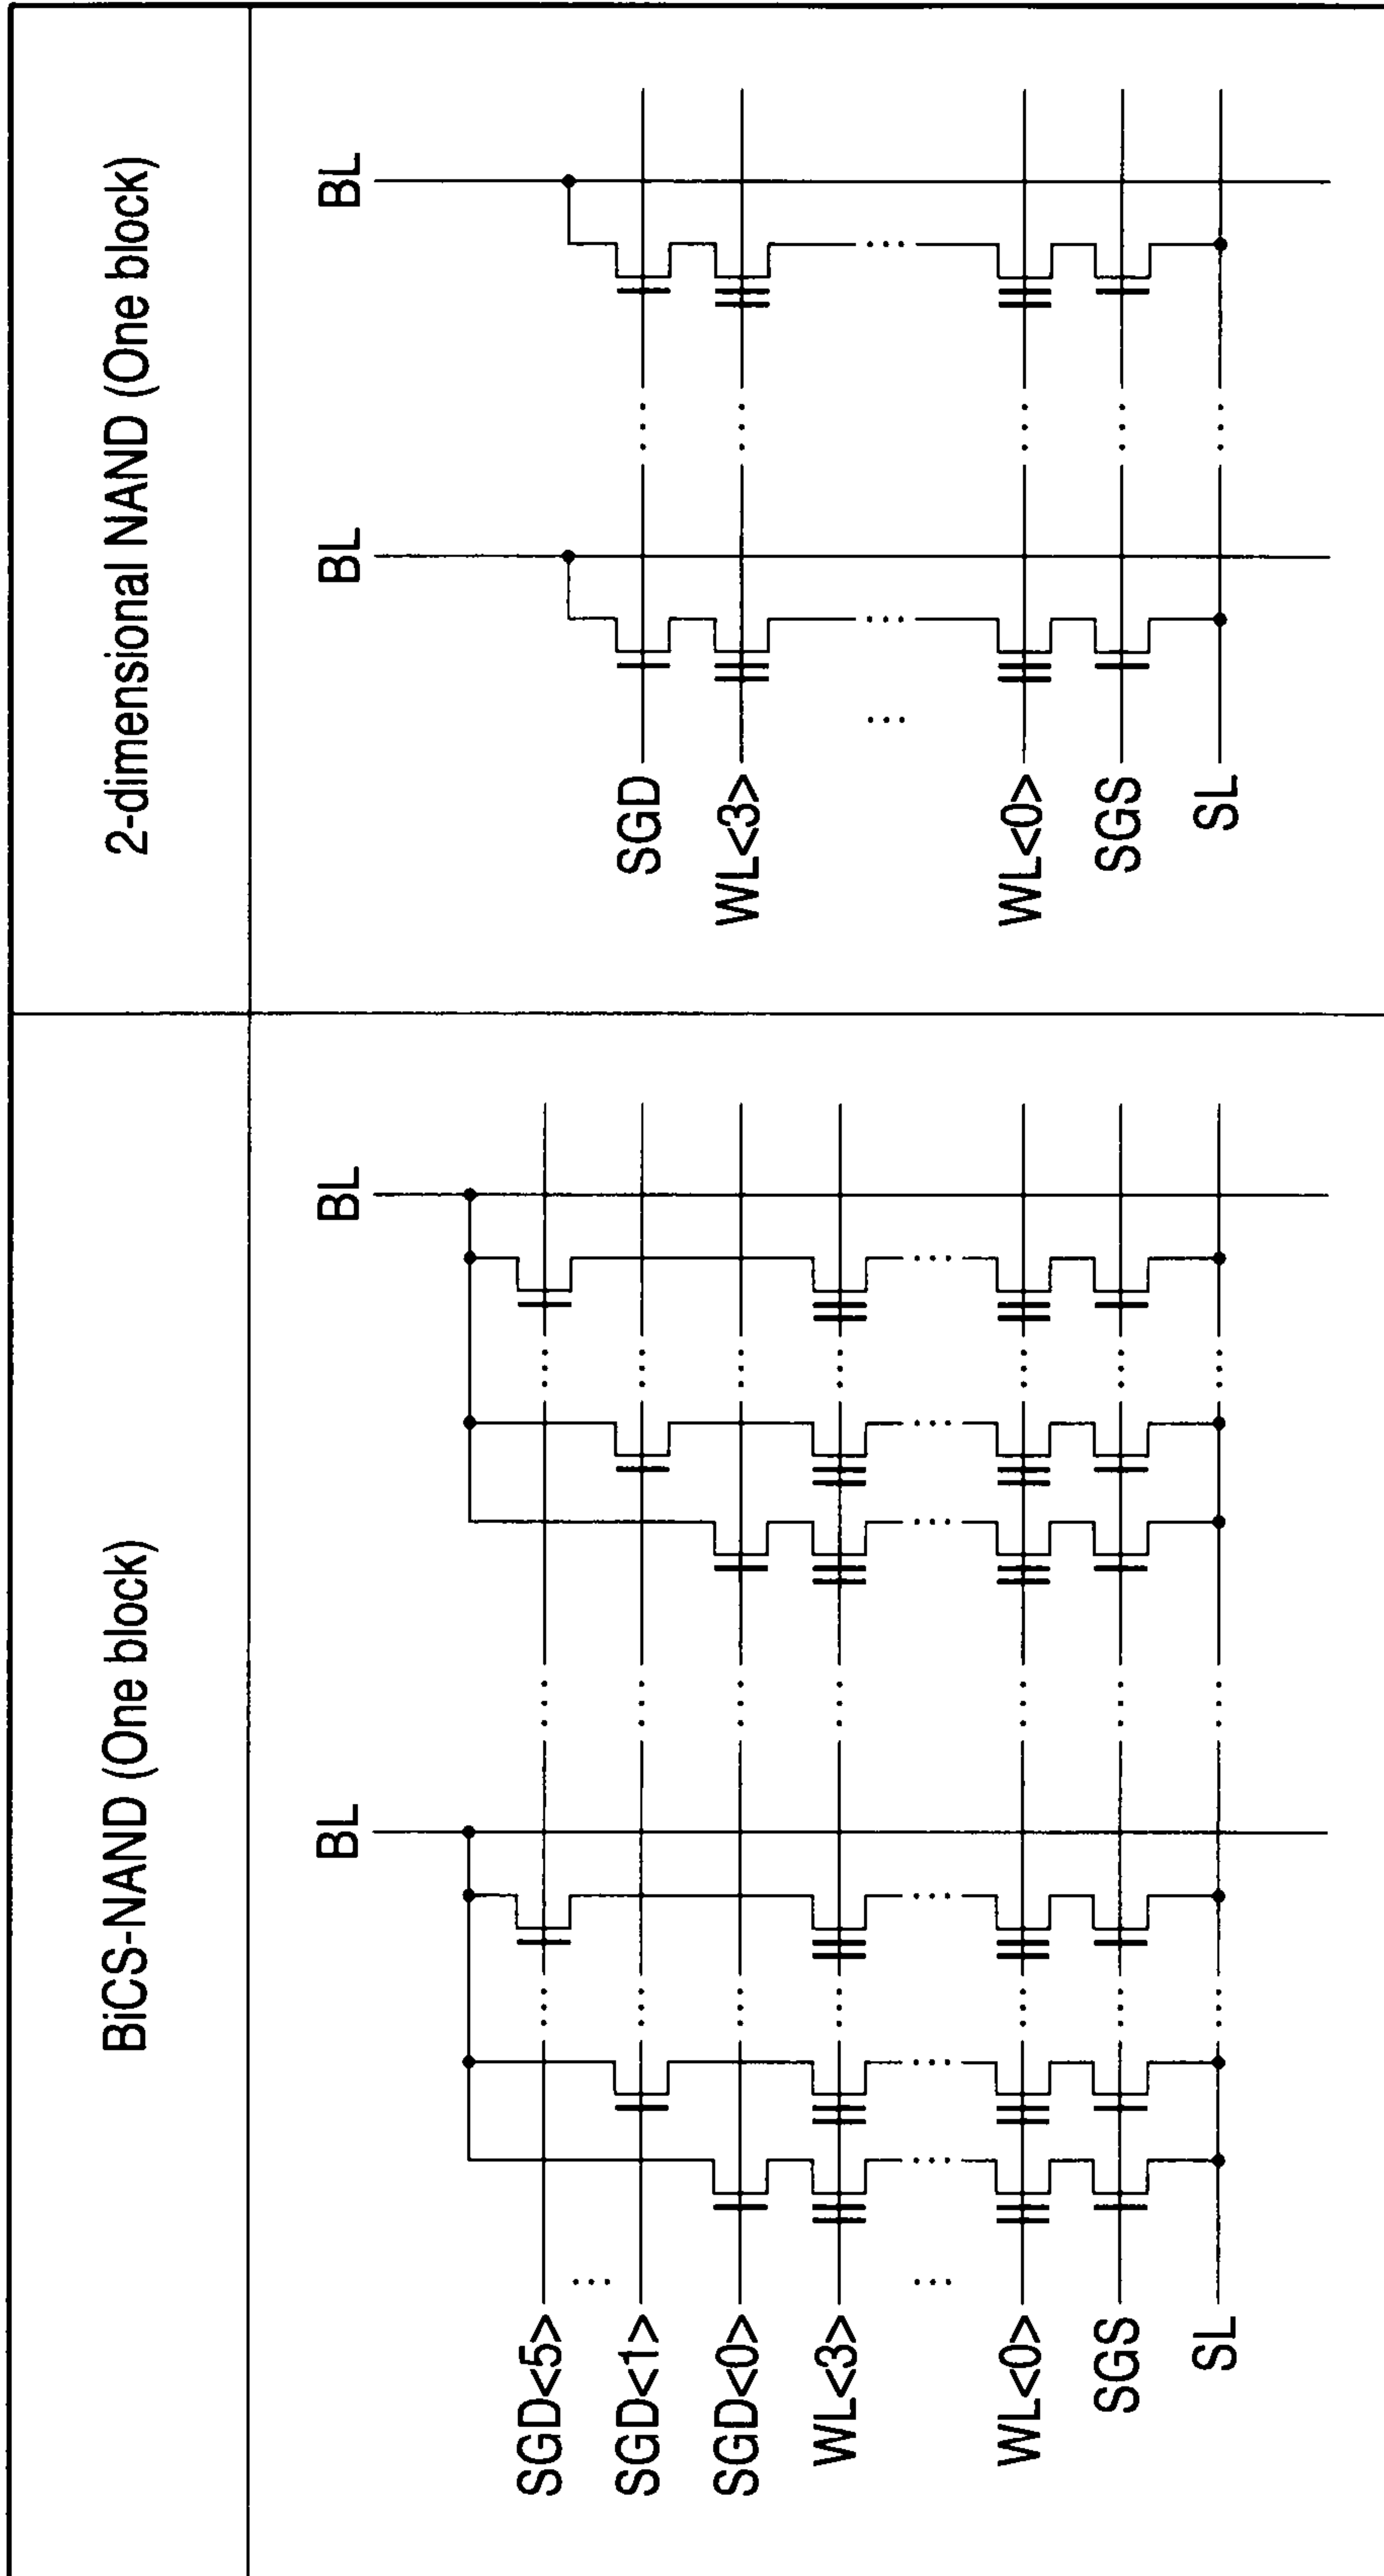 BiCS-NAND (One block)
2-dimensional NAND (One block)
BL
BL
SGD<5>
SGD<1>
SGD<0>
WL<3>
WL<0>
SGS
SL
BL
BL
SGD
WL<3>
WL<0>
SGS
SL